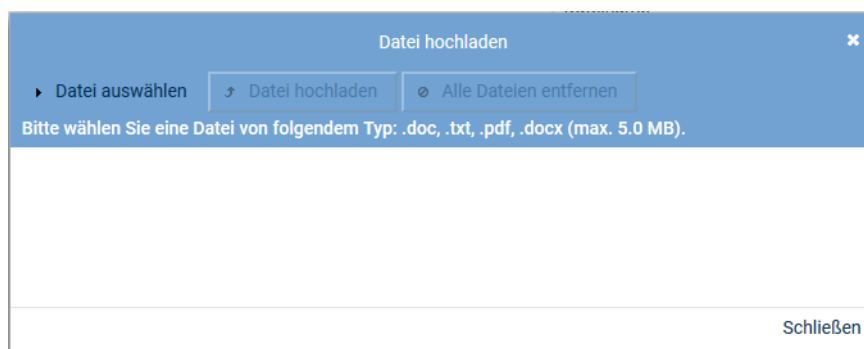 Datei hochladen
Datei auswählen Datei hochladen Alle Dateien entfernen
Bitte wählen Sie eine Datei von folgendem Typ: .doc, .txt, .pdf, .docx (max. 5.0 MB).
Schließen